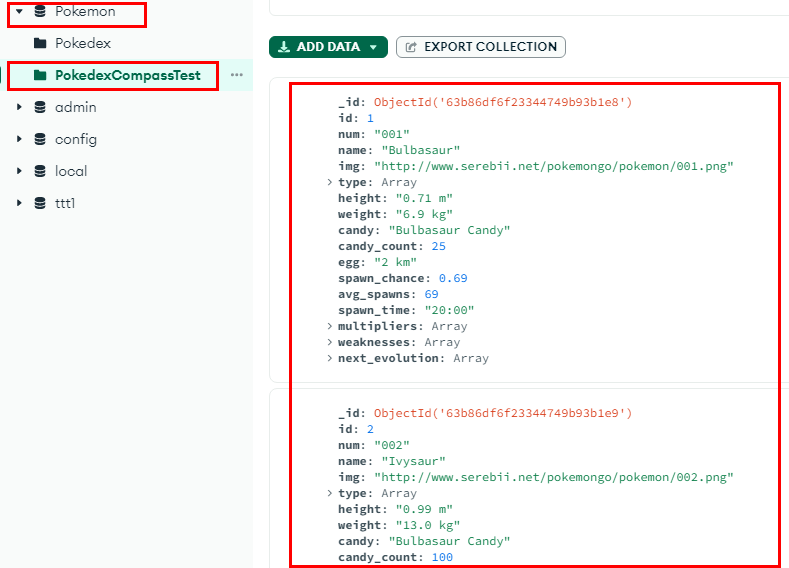 Pokemon
Pokedex
PokedexCompassTest
admin
config
local
ttt1
ADD DATA
EXPORT COLLECTION
_id: ObjectId('63b86df6f23344749b93b1e8')
id: 1
num: "001"
name: "Bulbasaur"
img: "http://www.serebii.net/pokemongo/pokemon/001.png"
type: Array
height: "0.71 m"
weight: "6.9 kg"
candy: "Bulbasaur Candy"
candy_count: 25
egg: "2 km"
spawn_chance: 0.69
avg_spawns: 69
spawn_time: "20:00"
multipliers: Array
weaknesses: Array
next_evolution: Array
_id: ObjectId('63b86df6f23344749b93b1e9')
id: 2
num: "002"
name: "Ivysaur"
img: "http://www.serebii.net/pokemongo/pokemon/002.png"
type: Array
height: "0.99 m"
weight: "13.0 kg"
candy: "Bulbasaur Candy"
candy_count: 100